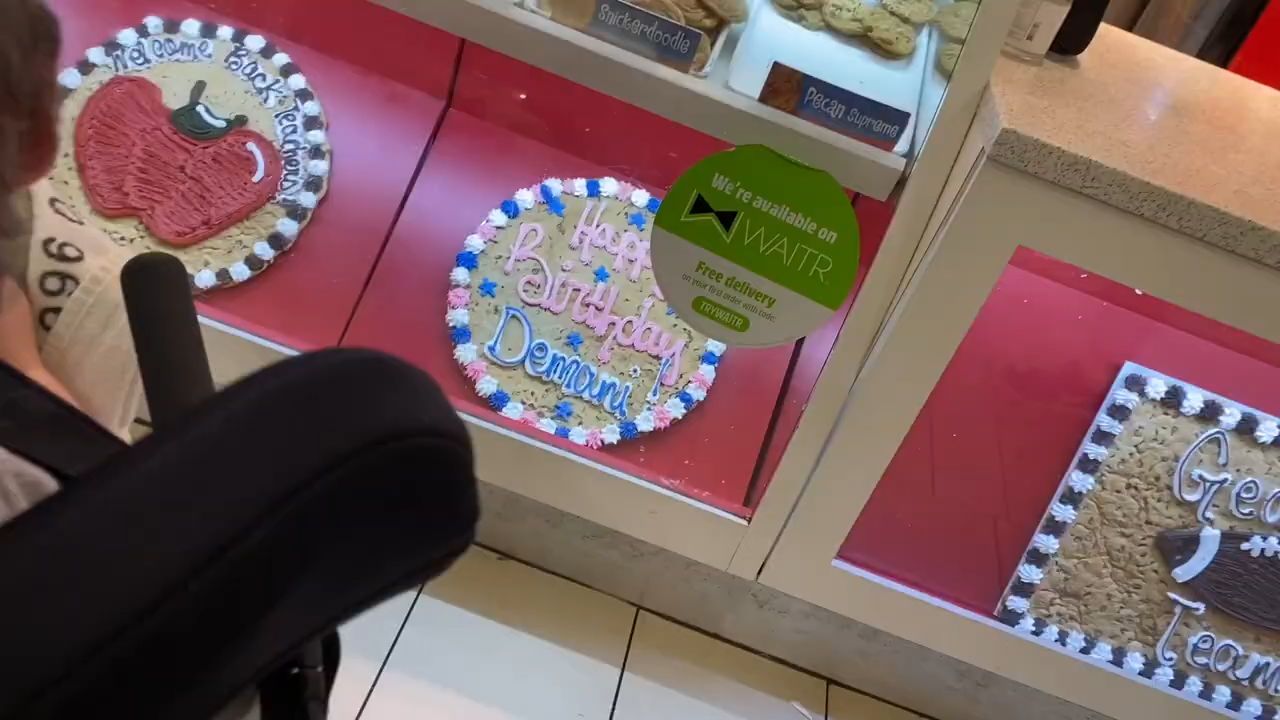 Welcome Back Teachers
Snickerdoodle
Pecan Supreme
Happy
Birthday
Demani!
We're available on
WAITR
Free delivery
on your first order with code:
TRYWAITR
Team